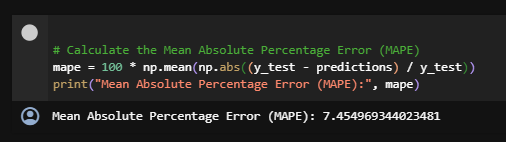 # Calculate the Mean Absolute Percentage Error (MAPE)
mape = 100 * np.mean(np.abs((y_test - predictions) / y_test))
print("Mean Absolute Percentage Error (MAPE):", mape)
Mean Absolute Percentage Error (MAPE): 7.454969344023481